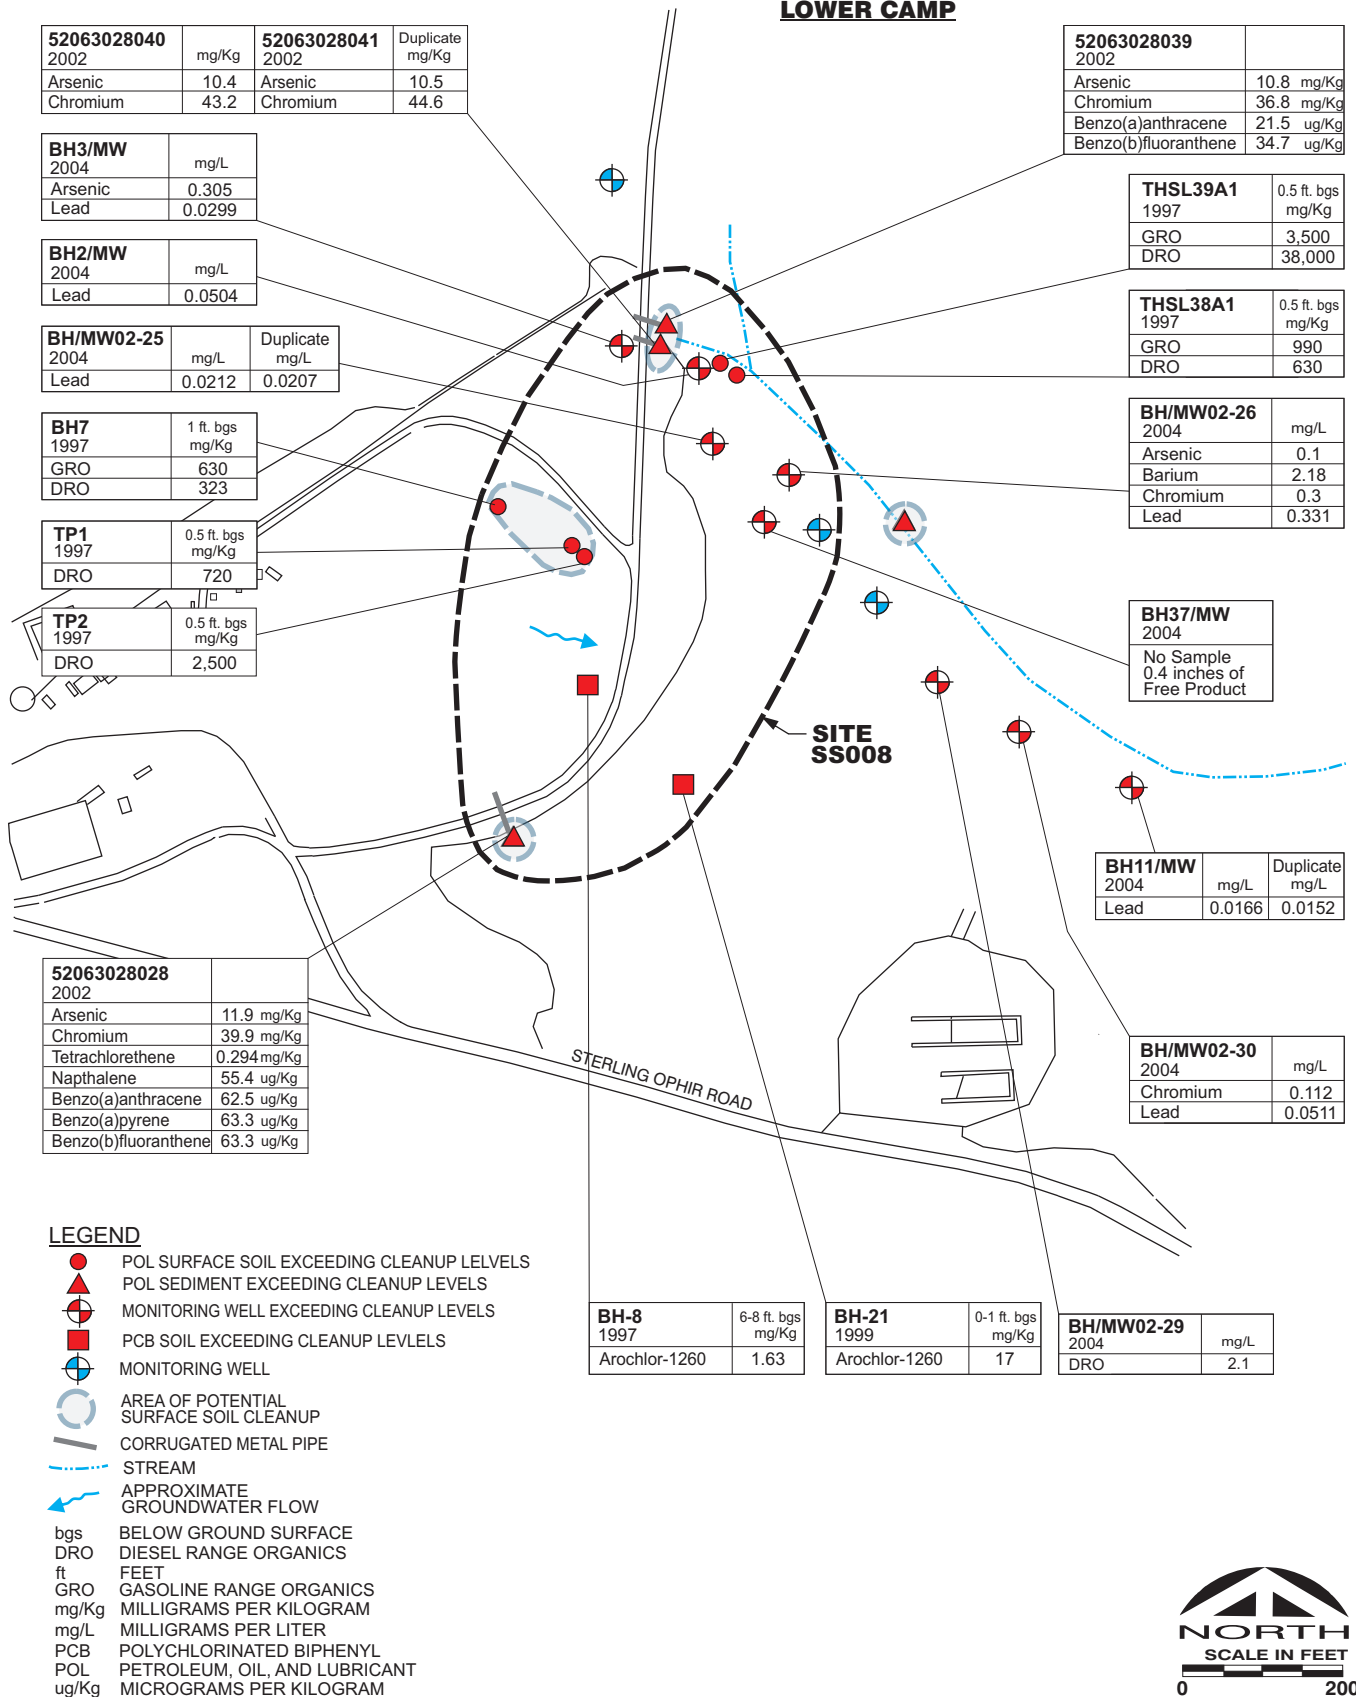 LOWER CAMP
52063028040 2002 mg/Kg 52063028041 2002 Duplicate mg/Kg
Arsenic 10.4 Arsenic 10.5
Chromium 43.2 Chromium 44.6
52063028039
2002
Arsenic 10.8 mg/Kg
Chromium 36.8 mg/Kg
Benzo(a)anthracene 21.5 ug/Kg
Benzo(b)fluoranthene 34.7 ug/Kg
BH3/MW
2004 mg/L
Arsenic 0.305
Lead 0.0299
THSL39A1 0.5 ft. bgs
1997 mg/Kg
GRO 3,500
DRO 38,000
BH2/MW
2004 mg/L
Lead 0.0504
THSL38A1 0.5 ft. bgs
1997 mg/Kg
GRO 990
DRO 630
BH/MW02-25 Duplicate
2004 mg/L mg/L
Lead 0.0212 0.0207
BH/MW02-26
2004 mg/L
Arsenic 0.1
Barium 2.18
Chromium 0.3
Lead 0.331
BH7 1 ft. bgs
1997 mg/Kg
GRO 630
DRO 323
TP1 0.5 ft. bgs
1997 mg/Kg
DRO 720
TP2 0.5 ft. bgs
1997 mg/Kg
DRO 2,500
BH37/MW
2004
No Sample
0.4 inches of
Free Product
SITE
SS008
BH11/MW Duplicate
2004 mg/L mg/L
Lead 0.0166 0.0152
52063028028
2002
Arsenic 11.9 mg/Kg
Chromium 39.9 mg/Kg
Tetrachlorethene 0.294 mg/Kg
Napthalene 55.4 ug/Kg
Benzo(a)anthracene 62.5 ug/Kg
Benzo(a)pyrene 63.3 ug/Kg
Benzo(b)fluoranthene 63.3 ug/Kg
STERLING OPHIR ROAD
BH/MW02-30
2004 mg/L
Chromium 0.112
Lead 0.0511
BH-8 6-8 ft. bgs
1997 mg/Kg
Arochlor-1260 1.63
BH-21 0-1 ft. bgs
1999 mg/Kg
Arochlor-1260 17
BH/MW02-29
2004 mg/L
DRO 2.1
LEGEND
POL SURFACE SOIL EXCEEDING CLEANUP LELVELS
POL SEDIMENT EXCEEDING CLEANUP LEVELS
MONITORING WELL EXCEEDING CLEANUP LEVELS
PCB SOIL EXCEEDING CLEANUP LEVLELS
MONITORING WELL
AREA OF POTENTIAL
SURFACE SOIL CLEANUP
CORRUGATED METAL PIPE
STREAM
APPROXIMATE
GROUNDWATER FLOW
bgs BELOW GROUND SURFACE
DRO DIESEL RANGE ORGANICS
ft FEET
GRO GASOLINE RANGE ORGANICS
mg/Kg MILLIGRAMS PER KILOGRAM
mg/L MILLIGRAMS PER LITER
PCB POLYCHLORINATED BIPHENYL
POL PETROLEUM, OIL, AND LUBRICANT
ug/Kg MICROGRAMS PER KILOGRAM
NORTH
SCALE IN FEET
0 200